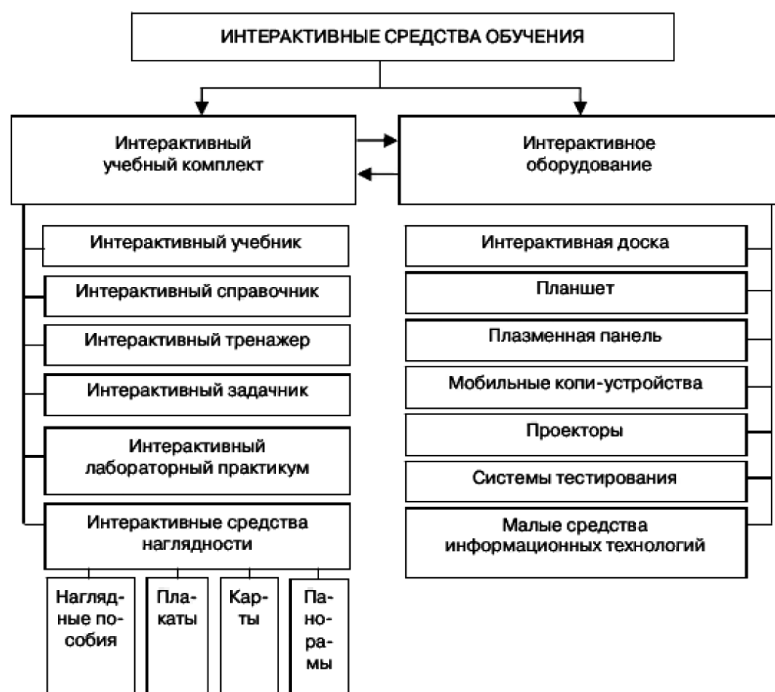 ИНТЕРАКТИВНЫЕ СРЕДСТВА ОБУЧЕНИЯ
Интерактивный
учебный комплект
Интерактивное
оборудование
Интерактивный учебник
Интерактивный справочник
Интерактивный тренажер
Интерактивный задачник
Интерактивный
лабораторный практикум
Интерактивные средства
наглядности
Нагляд-
ные по-
собия
Пла-
каты
Кар-
ты
Па-
но-
ра-
мы
Интерактивная доска
Планшет
Плазменная панель
Мобильные копи-устройства
Проекторы
Системы тестирования
Малые средства
информационных технологий